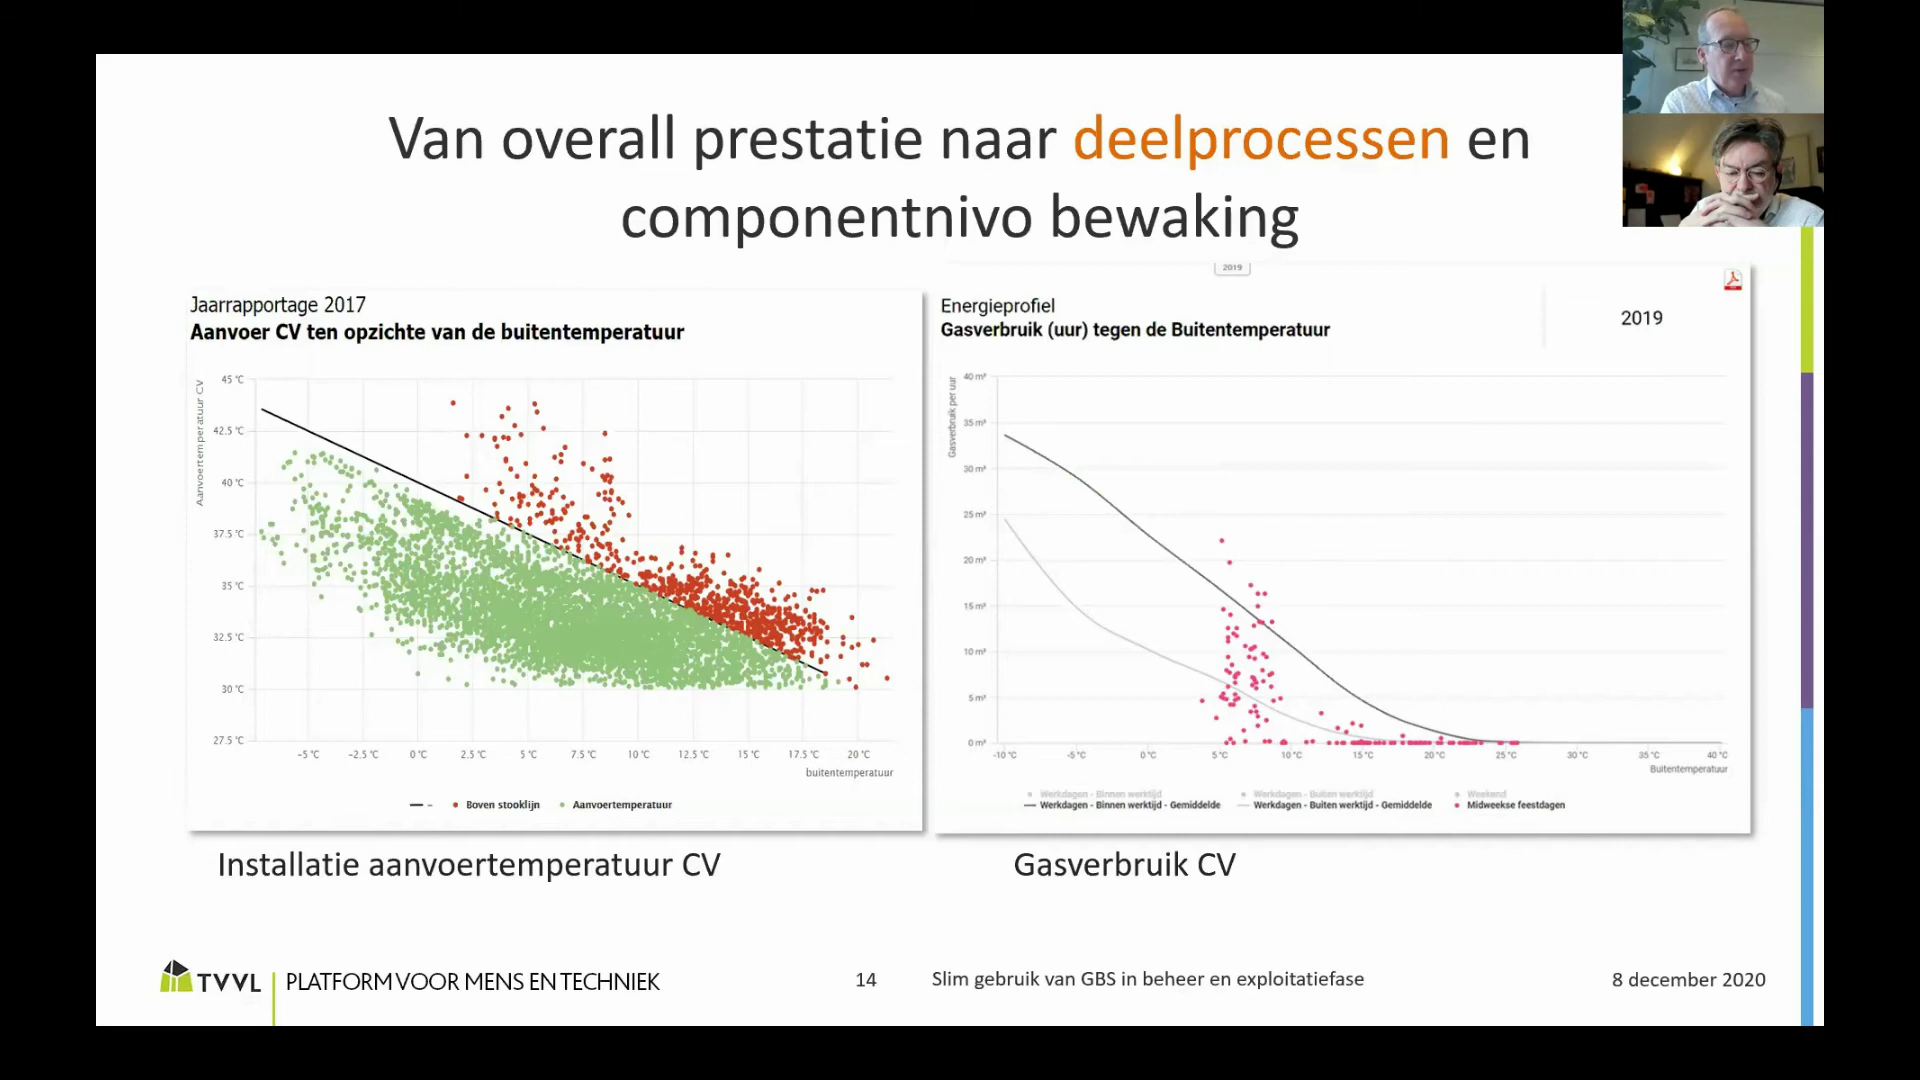 Van overall prestatie naar deelprocessen en
componentnivo bewaking
2019
Jaarrapportage 2017
Aanvoer CV ten opzichte van de buitentemperatuur
Aanvoertemperatuur CV
45 °C
42.5 °C
40 °C
37.5 °C
35 °C
32.5 °C
30 °C
27.5 °C
-5 °C -2.5 °C 0 °C 2.5 °C 5 °C 7.5 °C 10 °C 12.5 °C 15 °C 17.5 °C 20 °C
buitentemperatuur
Boven stooklijn Aanvoertemperatuur
Energieprofiel
Gasverbruik (uur) tegen de Buitentemperatuur
2019
Gasverbruik per uur
40 m³
35 m³
30 m³
25 m³
20 m³
15 m³
10 m³
5 m³
0 m³
-10 °C -5 °C 0 °C 5 °C 10 °C 15 °C 20 °C 25 °C 30 °C 35 °C 40 °C
Buitentemperatuur
Werkdagen - Binnen werktijd Werkdagen - Buiten werktijd Weekend
Werkdagen - Binnen werktijd - Gemiddelde Werkdagen - Buiten werktijd - Gemiddelde Midweekse feestdagen
Installatie aanvoertemperatuur CV
Gasverbruik CV
TVVL PLATFORM VOOR MENS EN TECHNIEK
14
Slim gebruik van GBS in beheer en exploitatiefase
8 december 2020